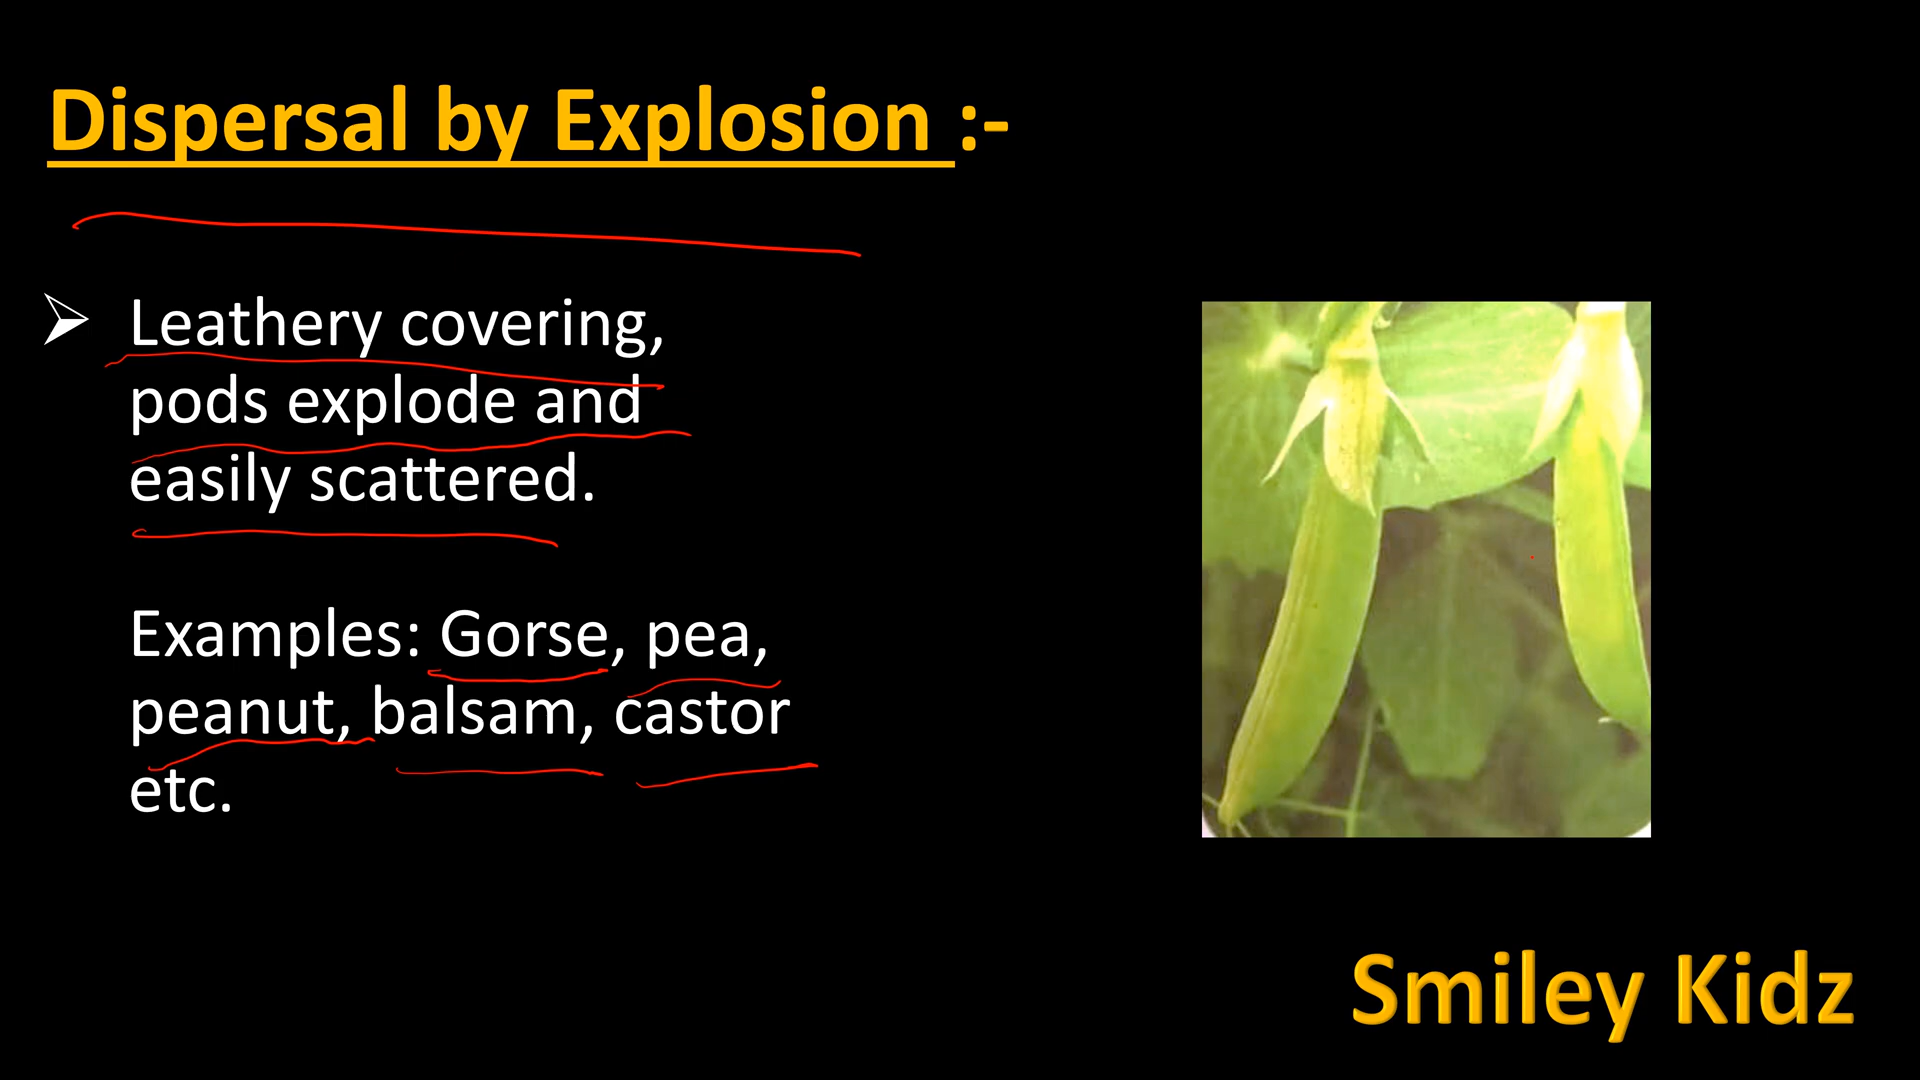 Dispersal by Explosion :-
➢ Leathery covering,
pods explode and
easily scattered.
Examples: Gorse, pea,
peanut, balsam, castor
etc.
Smiley Kidz